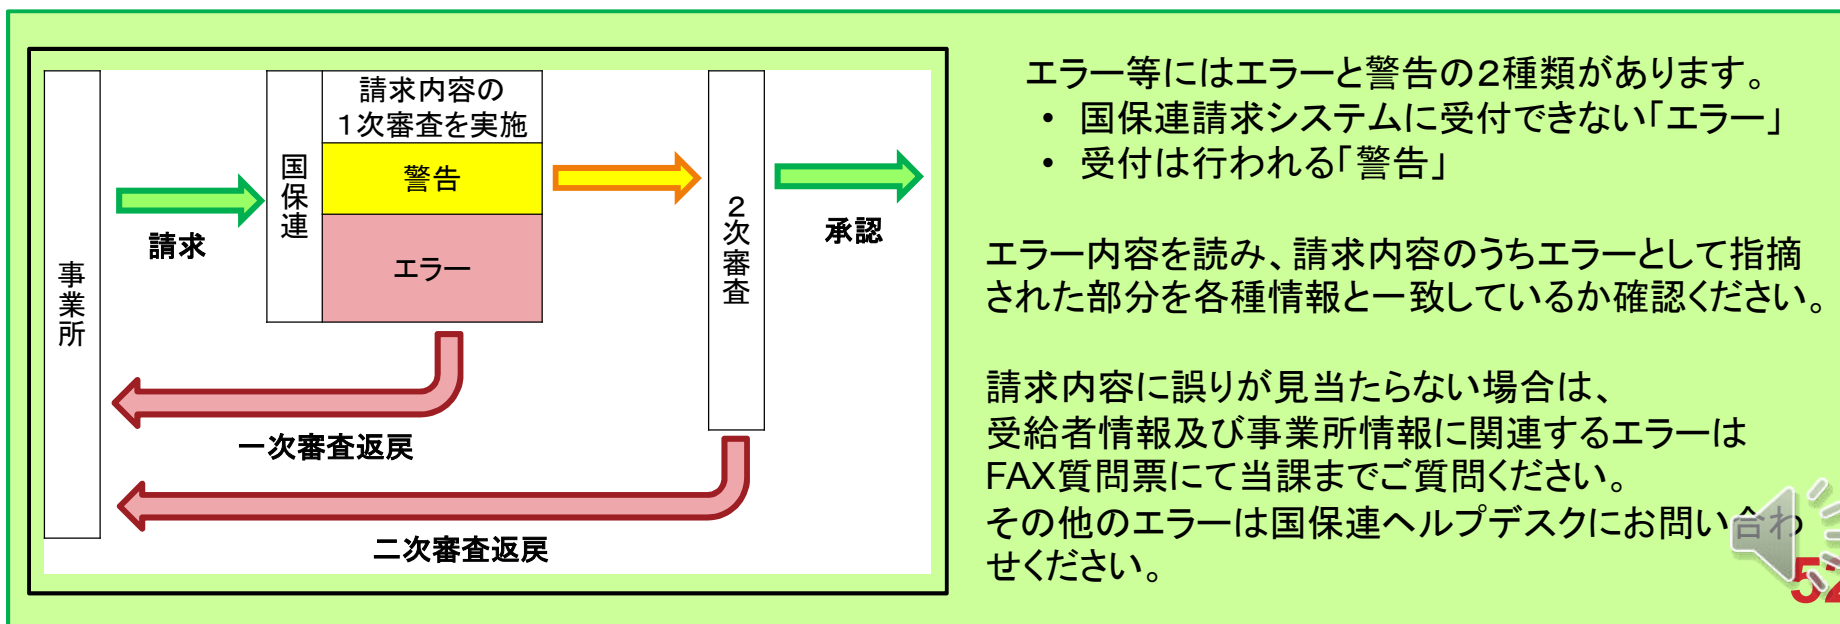 請求内容の
１次審査を実施
警告
エラー
国保連
請求
事業所
２次審査
承認
一次審査返戻
二次審査返戻
エラー等にはエラーと警告の２種類があります。
• 国保連請求システムに受付できない「エラー」
• 受付は行われる「警告」
エラー内容を読み、請求内容のうちエラーとして指摘
された部分を各種情報と一致しているか確認ください。
請求内容に誤りが見当たらない場合は、
受給者情報及び事業所情報に関連するエラーは
FAX質問票にて当課までご質問ください。
その他のエラーは国保連ヘルプデスクにお問い合わ
せください。
52